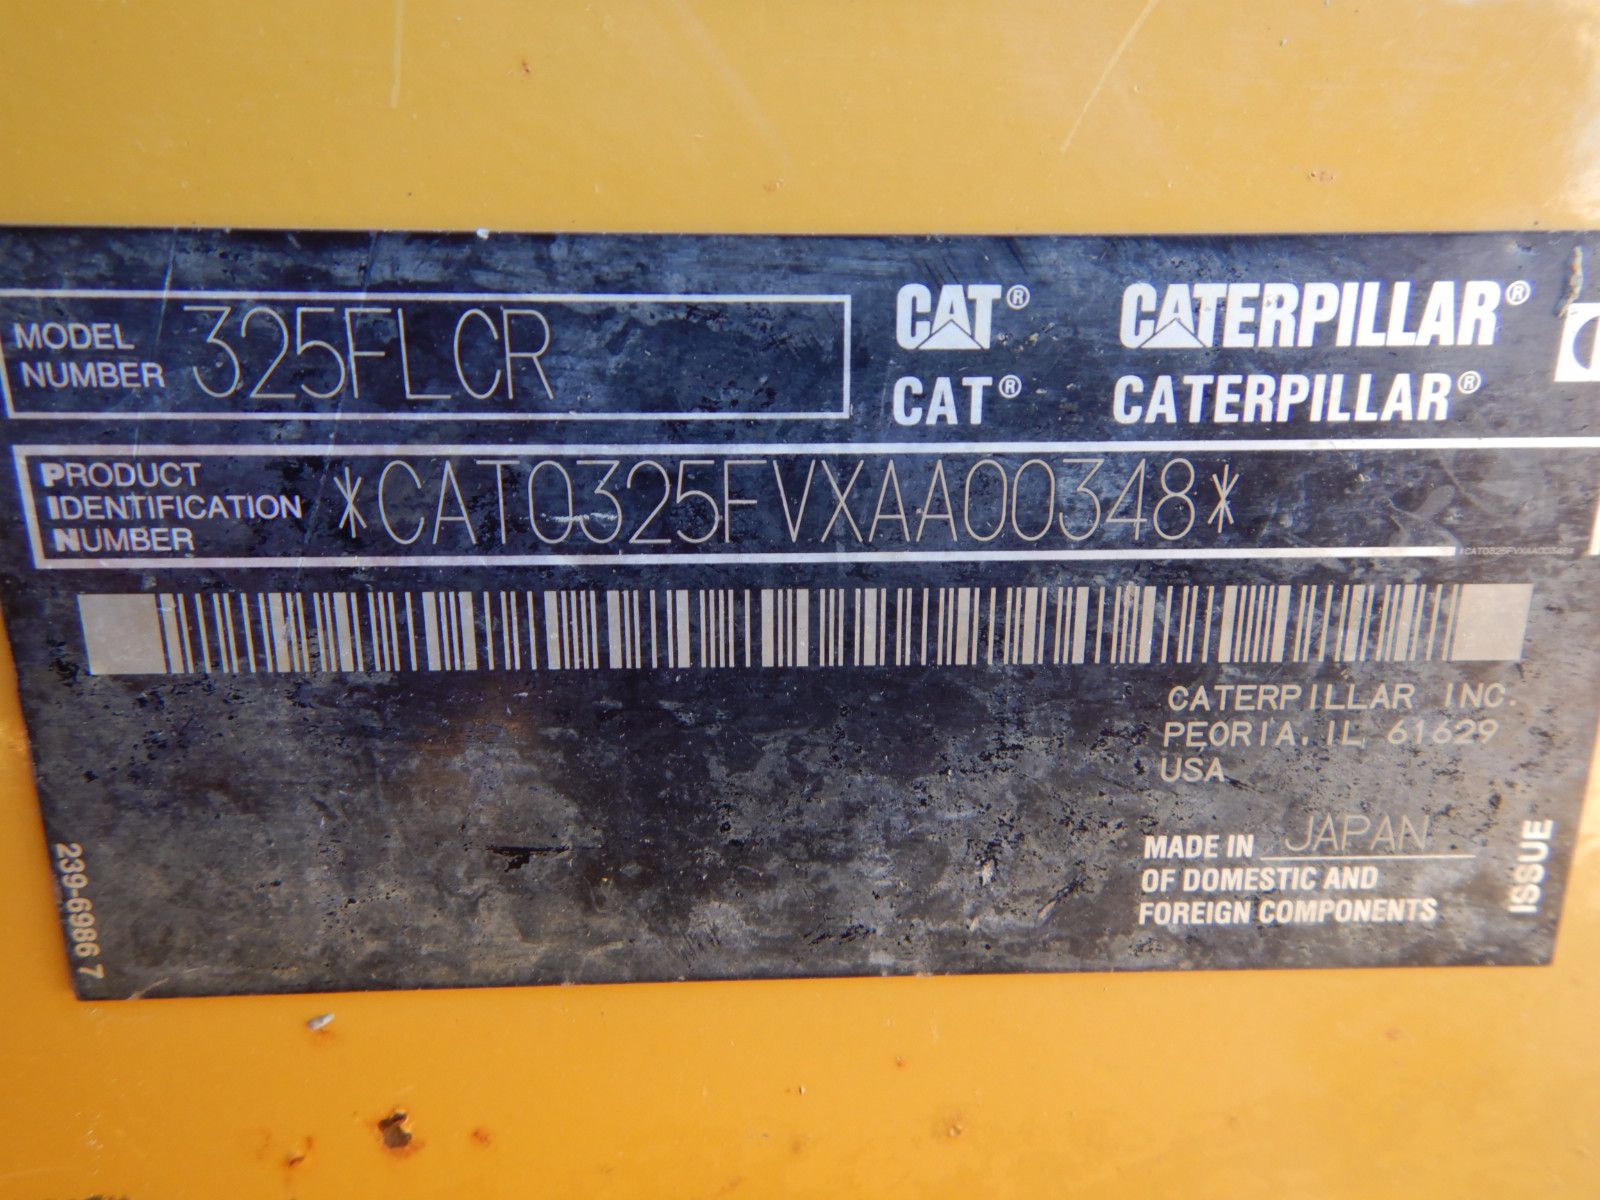 MODEL NUMBER 325FLCR
CAT® CATERPILLAR®
CAT® CATERPILLAR®
PRODUCT IDENTIFICATION NUMBER *CAT0325FVXAA00348*
CATERPILLAR INC.
PEORIA, IL 61629
USA
MADE IN JAPAN
OF DOMESTIC AND
FOREIGN COMPONENTS
ISSUE
239-6986 7